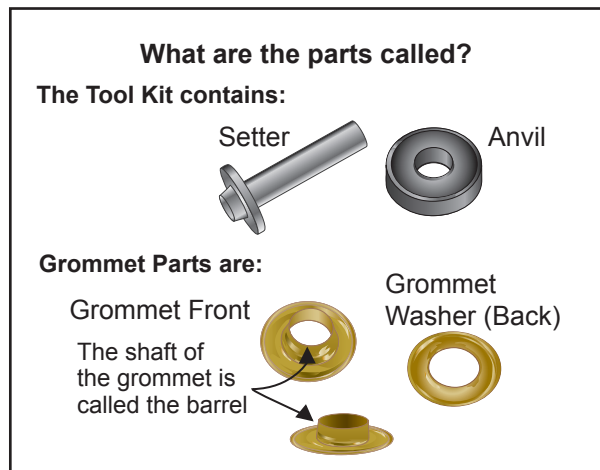 What are the parts called?
The Tool Kit contains:
Setter
Anvil
Grommet Parts are:
Grommet Front
Grommet
Washer (Back)
The shaft of
the grommet is
called the barrel